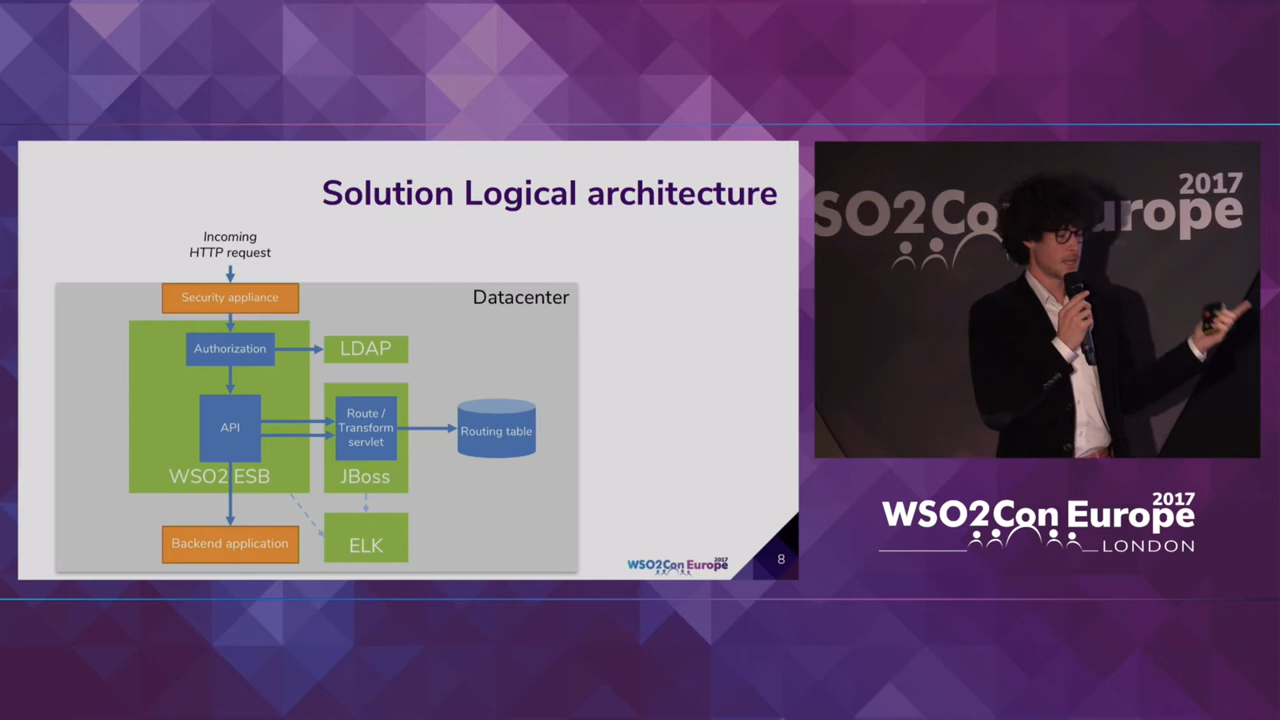 Solution Logical architecture
Incoming
HTTP request
Security appliance
Datacenter
Authorization
LDAP
API
Route /
Transform
servlet
Routing table
WSO2 ESB
JBoss
Backend application
ELK
WSO2Con Europe 2017
8
2017
SO2Con Europe
2017
WSO2Con Europe
LONDON